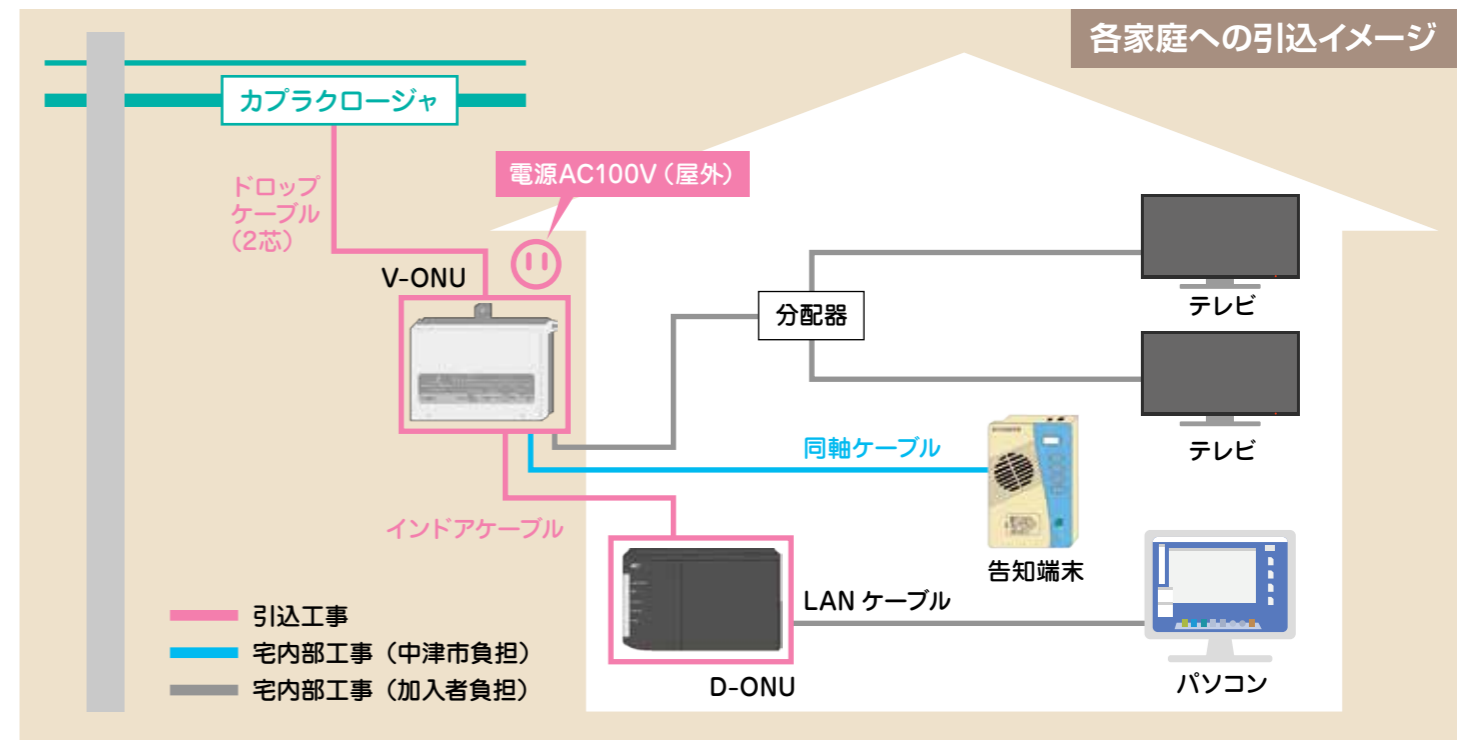 各家庭への引込イメージ
カプラクロージャ
電源AC100V（屋外）
ドロップ
ケーブル
（2芯）
V-ONU
分配器
テレビ
テレビ
同軸ケーブル
インドアケーブル
告知端末
LAN ケーブル
引込工事
宅内部工事（中津市負担）
宅内部工事（加入者負担）
D-ONU
パソコン